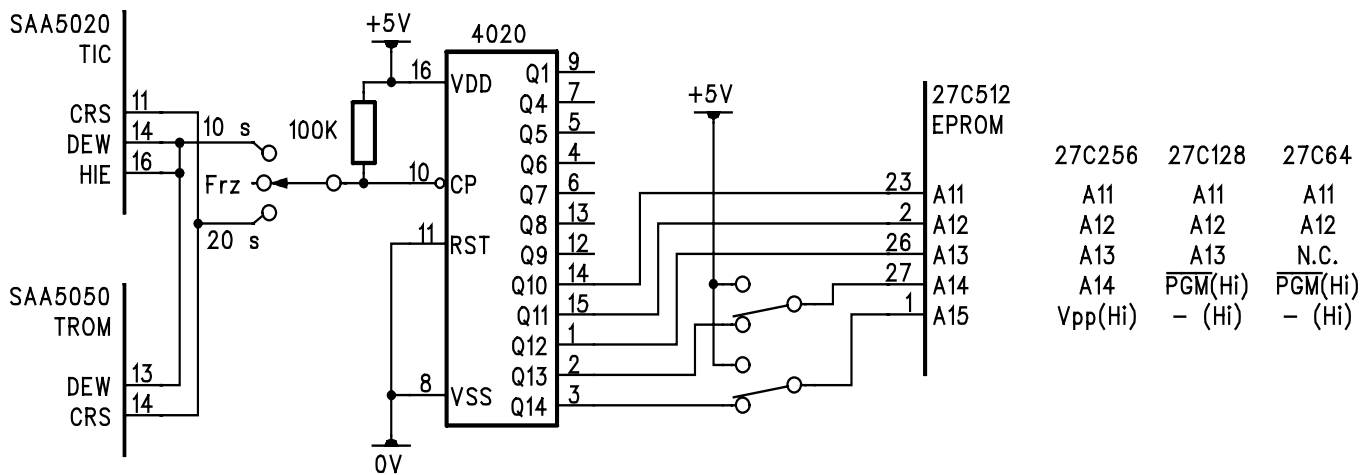 SAA5020
TIC
CRS 11
DEW 14
HIE 16
10 s
Frz
20 s
SAA5050
TROM
DEW 13
CRS 14
+5V
100K
4020
16 VDD
10 CP
11 RST
8 VSS
0V
Q1 9
Q4 7
Q5 5
Q6 4
Q7 6
Q8 13
Q9 12
Q10 14
Q11 15
Q12 1
Q13 2
Q14 3
+5V
27C512
EPROM
23 A11
2 A12
26 A13
27 A14
1 A15
27C256 27C128 27C64
A11 A11 A11
A12 A12 A12
A13 A13 N.C.
A14 PGM(Hi) PGM(Hi)
Vpp(Hi) – (Hi) – (Hi)